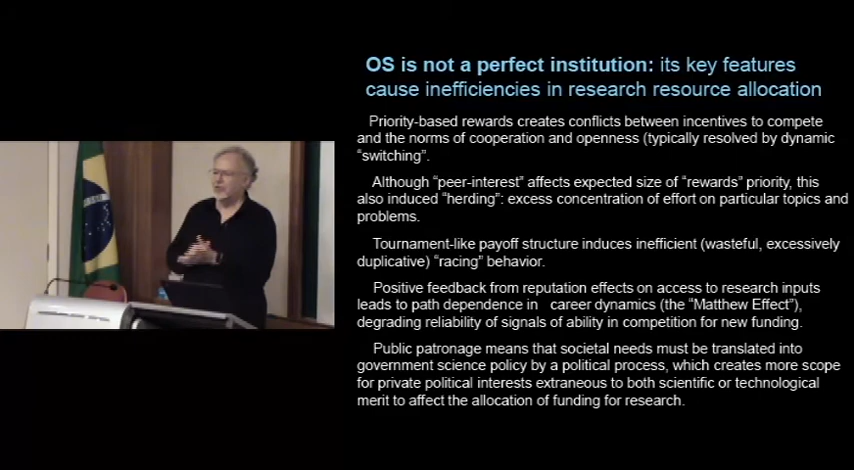 OS is not a perfect institution: its key features
cause inefficiencies in research resource allocation
Priority-based rewards creates conflicts between incentives to compete
and the norms of cooperation and openness (typically resolved by dynamic
"switching".
Although "peer-interest" affects expected size of "rewards" priority, this
also induced "herding": excess concentration of effort on particular topics and
problems.
Tournament-like payoff structure induces inefficient (wasteful, excessively
duplicative) "racing" behavior.
Positive feedback from reputation effects on access to research inputs
leads to path dependence in career dynamics (the "Matthew Effect"),
degrading reliability of signals of ability in competition for new funding.
Public patronage means that societal needs must be translated into
government science policy by a political process, which creates more scope
for private political interests extraneous to both scientific or technological
merit to affect the allocation of funding for research.